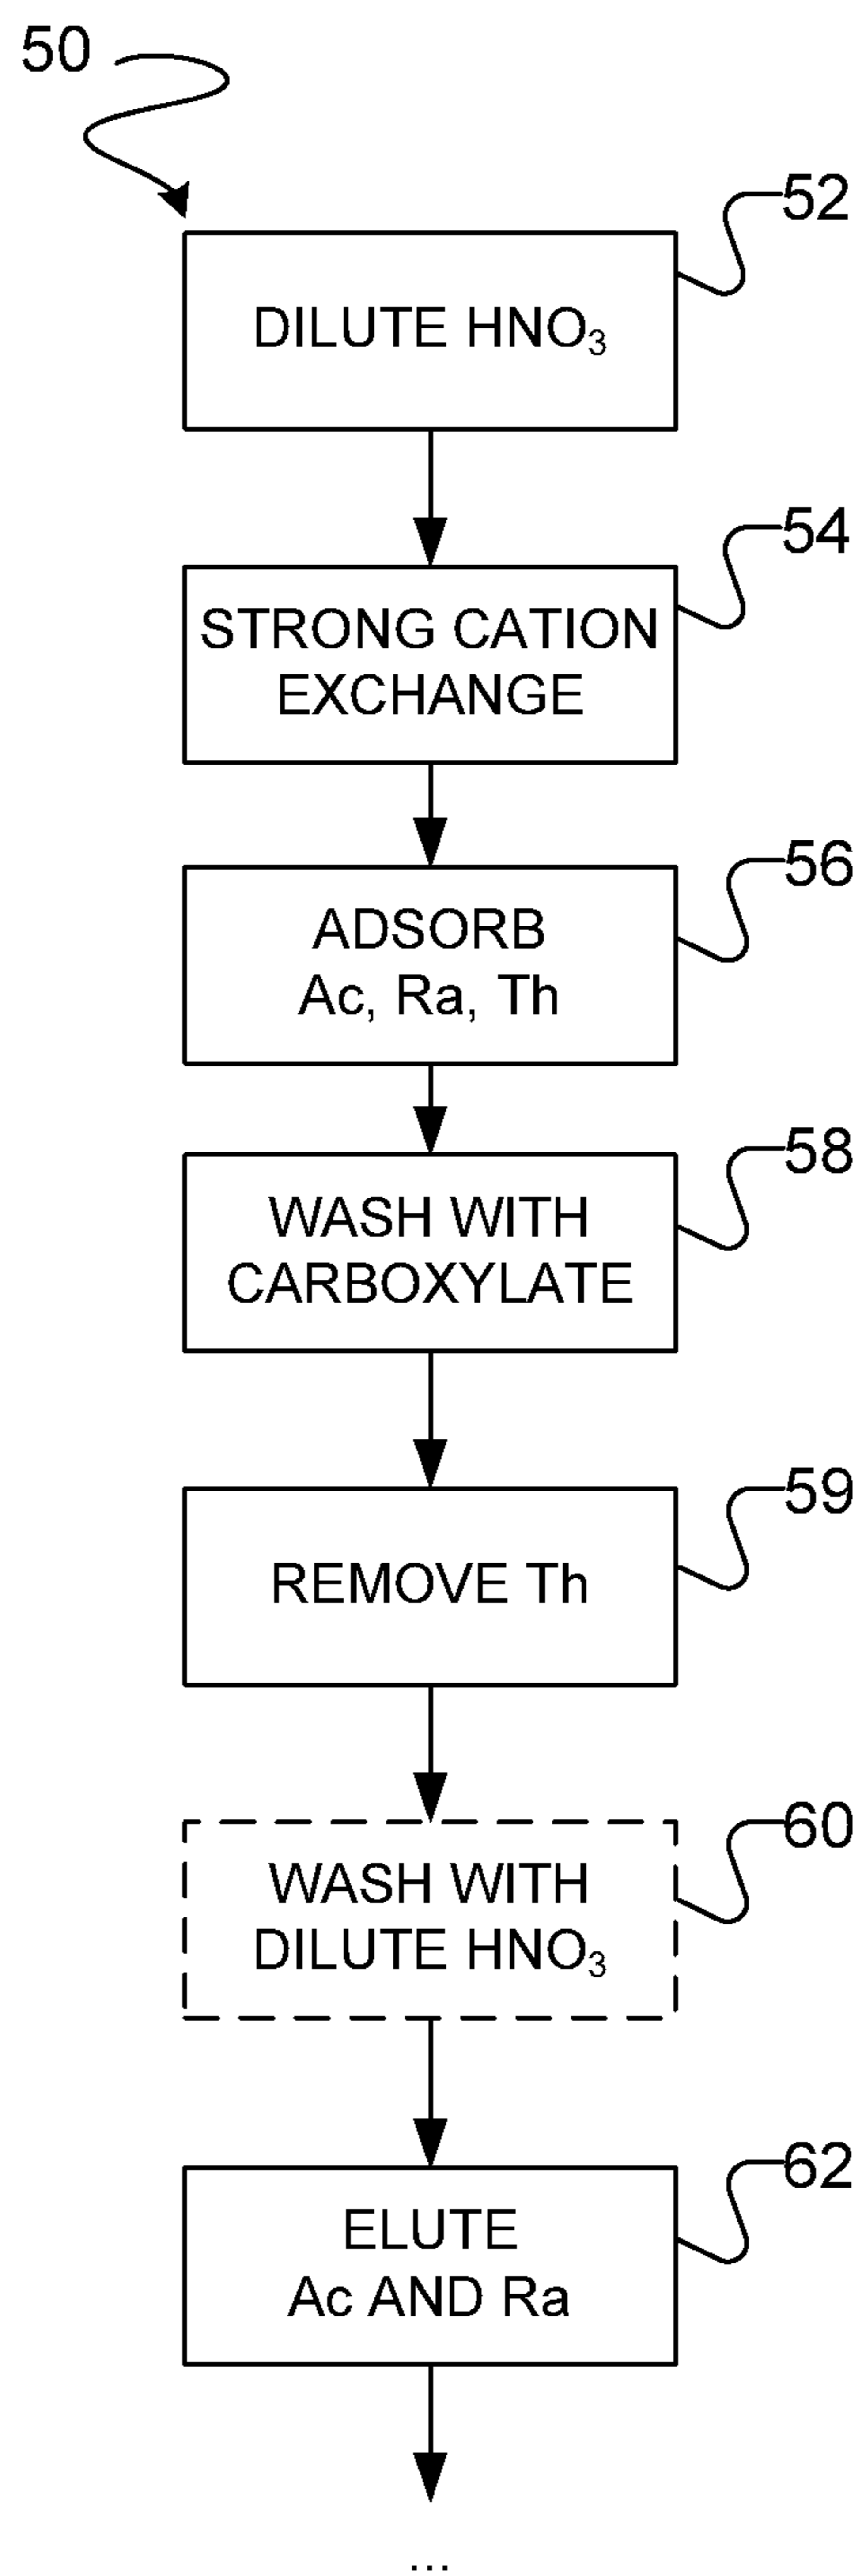 50
52
DILUTE HNO₃
54
STRONG CATION
EXCHANGE
56
ADSORB
Ac, Ra, Th
58
WASH WITH
CARBOXYLATE
59
REMOVE Th
60
WASH WITH
DILUTE HNO₃
62
ELUTE
Ac AND Ra
...